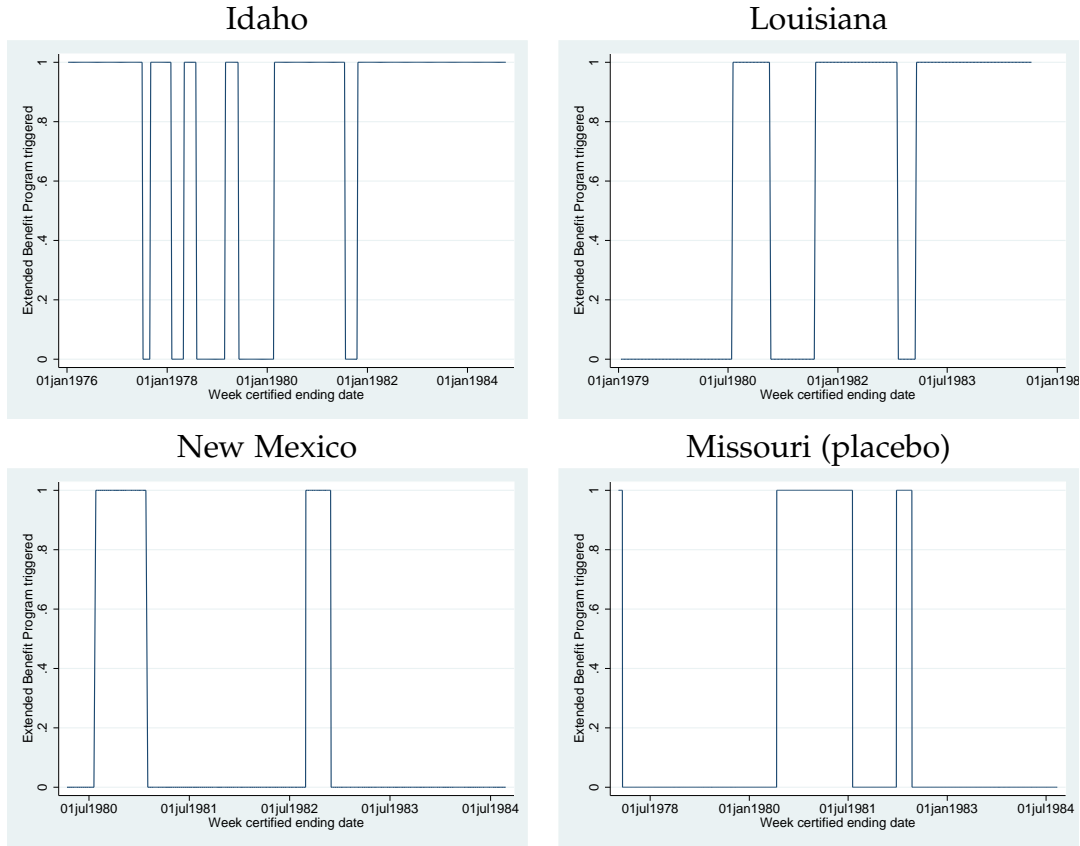 Idaho
Louisiana
Extended Benefit Program triggered
1
.8
.6
.4
.2
0
01jan1976 01jan1978 01jan1980 01jan1982 01jan1984
Week certified ending date
Extended Benefit Program triggered
1
.8
.6
.4
.2
0
01jan1979 01jul1980 01jan1982 01jul1983 01jan198
Week certified ending date
New Mexico
Missouri (placebo)
Extended Benefit Program triggered
1
.8
.6
.4
.2
0
01jul1980 01jul1981 01jul1982 01jul1983 01jul1984
Week certified ending date
Extended Benefit Program triggered
1
.8
.6
.4
.2
0
01jul1978 01jan1980 01jul1981 01jan1983 01jul1984
Week certified ending date